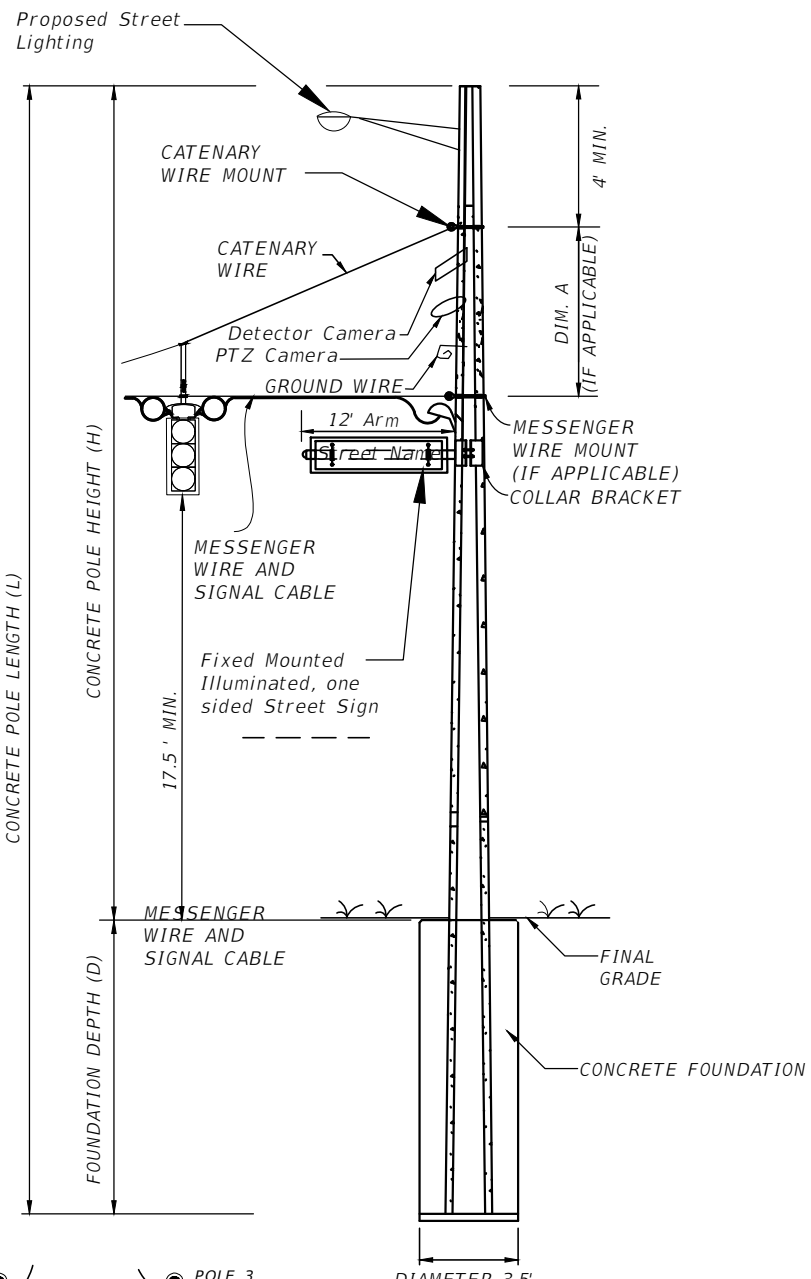 Proposed Street
Lighting
CATENARY
WIRE MOUNT
4' MIN.
CATENARY
WIRE
DIM. A
(IF APPLICABLE)
Detector Camera
PTZ Camera
GROUND WIRE
12' Arm
Street Name
MESSENGER
WIRE MOUNT
(IF APPLICABLE)
COLLAR BRACKET
CONCRETE POLE HEIGHT (H)
CONCRETE POLE LENGTH (L)
MESSENGER
WIRE AND
SIGNAL CABLE
Fixed Mounted
Illuminated, one
sided Street Sign
17.5 ' MIN.
MESSENGER
WIRE AND
SIGNAL CABLE
FINAL
GRADE
FOUNDATION DEPTH (D)
CONCRETE FOUNDATION
POLE 3
DIAMETER 3.5'